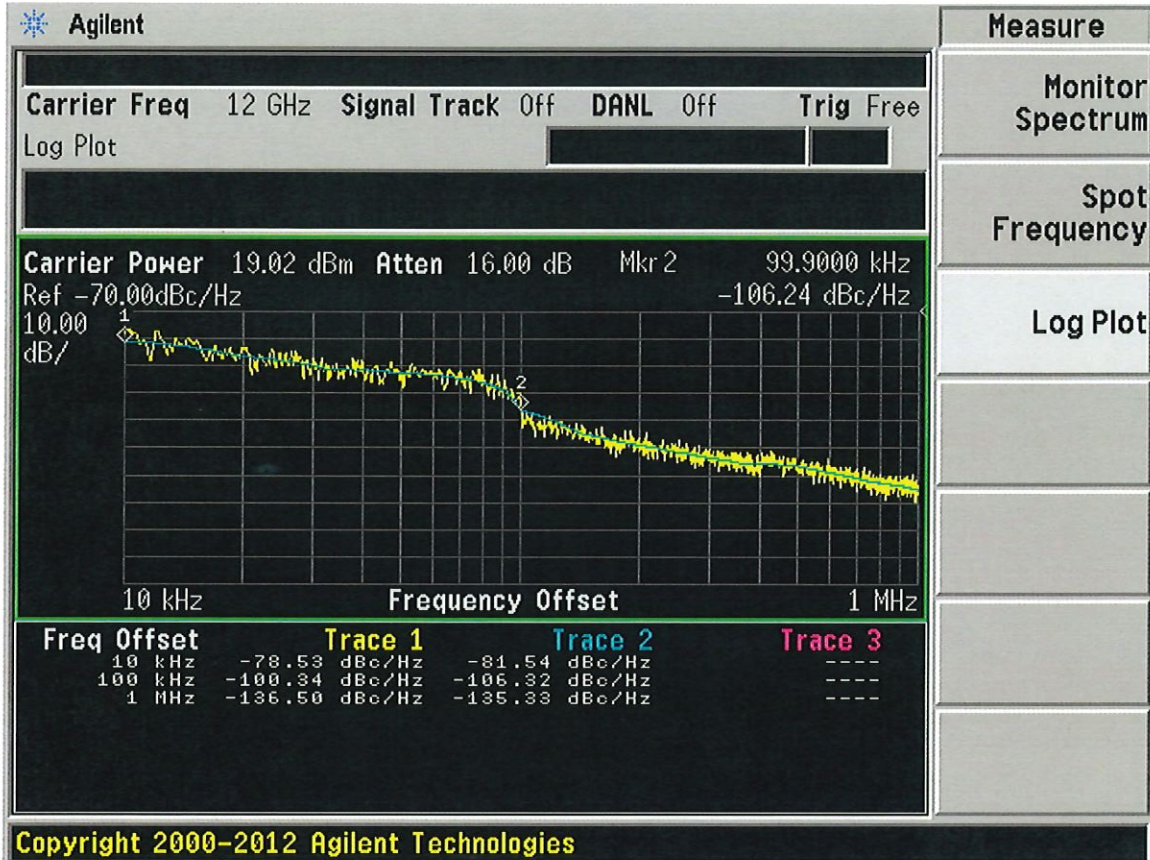 Agilent
Measure
Carrier Freq 12 GHz Signal Track Off DANL Off Trig Free
Log Plot
Monitor
Spectrum
Spot
Frequency
Log Plot
Carrier Power 19.02 dBm Atten 16.00 dB Mkr 2 99.9000 kHz
Ref -70.00dBc/Hz -106.24 dBc/Hz
10.00
dB/
1
2
10 kHz Frequency Offset 1 MHz
Freq Offset Trace 1 Trace 2 Trace 3
10 kHz -78.53 dBc/Hz -81.54 dBc/Hz ----
100 kHz -100.34 dBc/Hz -106.32 dBc/Hz ----
1 MHz -136.50 dBc/Hz -135.33 dBc/Hz ----
Copyright 2000-2012 Agilent Technologies